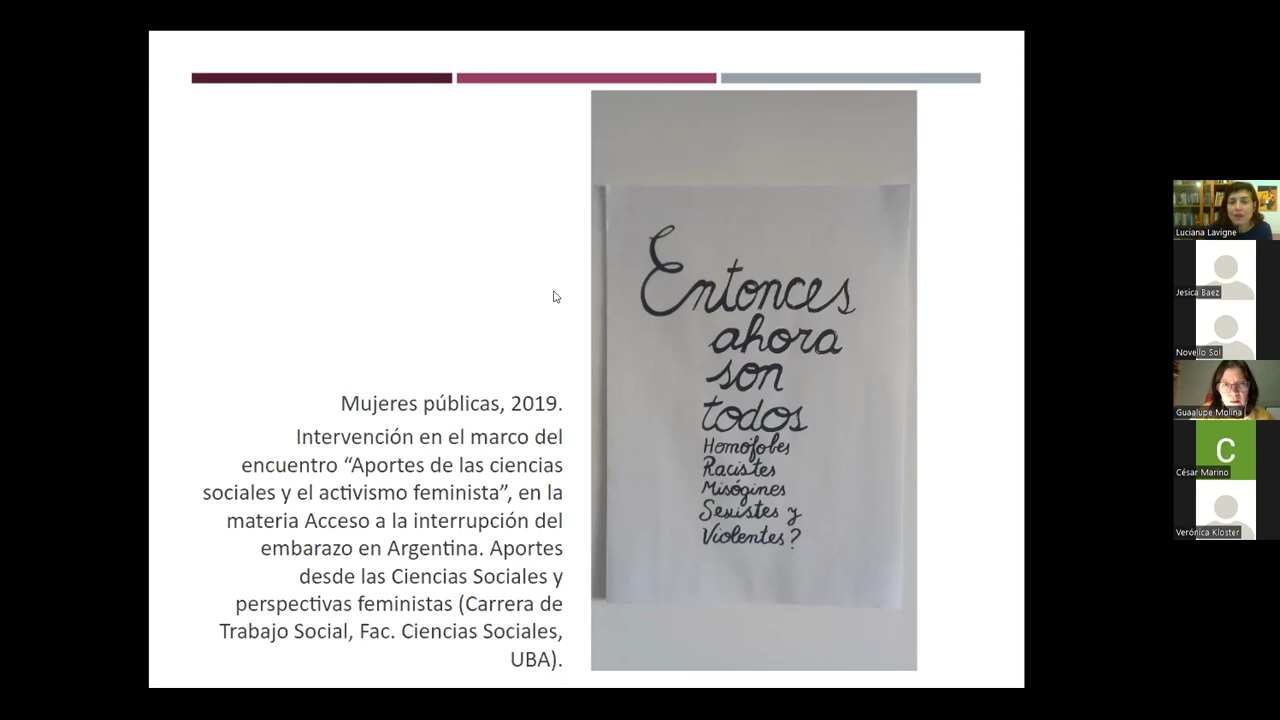 Mujeres públicas, 2019.
Intervención en el marco del
encuentro “Aportes de las ciencias
sociales y el activismo feminista”, en la
materia Acceso a la interrupción del
embarazo en Argentina. Aportes
desde las Ciencias Sociales y
perspectivas feministas (Carrera de
Trabajo Social, Fac. Ciencias Sociales,
UBA).
Entonces
ahora
son
todos
Homófobes
Racistes
Misógines
Sexistes y
Violentes?
Luciana Lavigne
Jesica Baez
Novello Sol
Guaalupe Molina
C
César Marino
Verónica Kloster